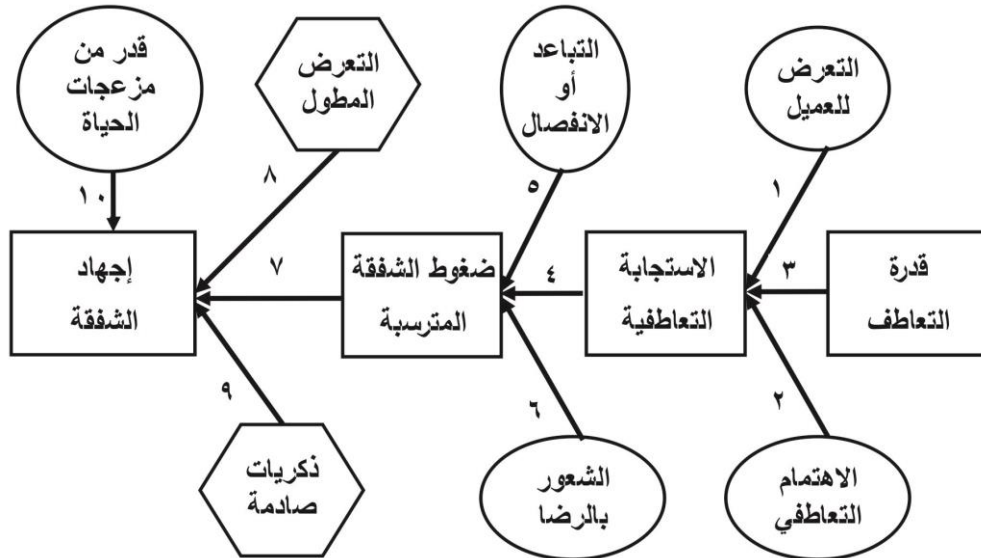 التعرض
للعميل
التباعد
أو
الانفصال
التعرض
المطول
قدر من
مزعجات
الحياة
١
٥
٨
١٠
قدرة
التعاطف
٣
الاستجابة
التعاطفية
٤
ضغوط الشفقة
المترسبة
٧
إجهاد
الشفقة
٢
٦
٩
الاهتمام
التعاطفي
الشعور
بالرضا
ذكريات
صادمة